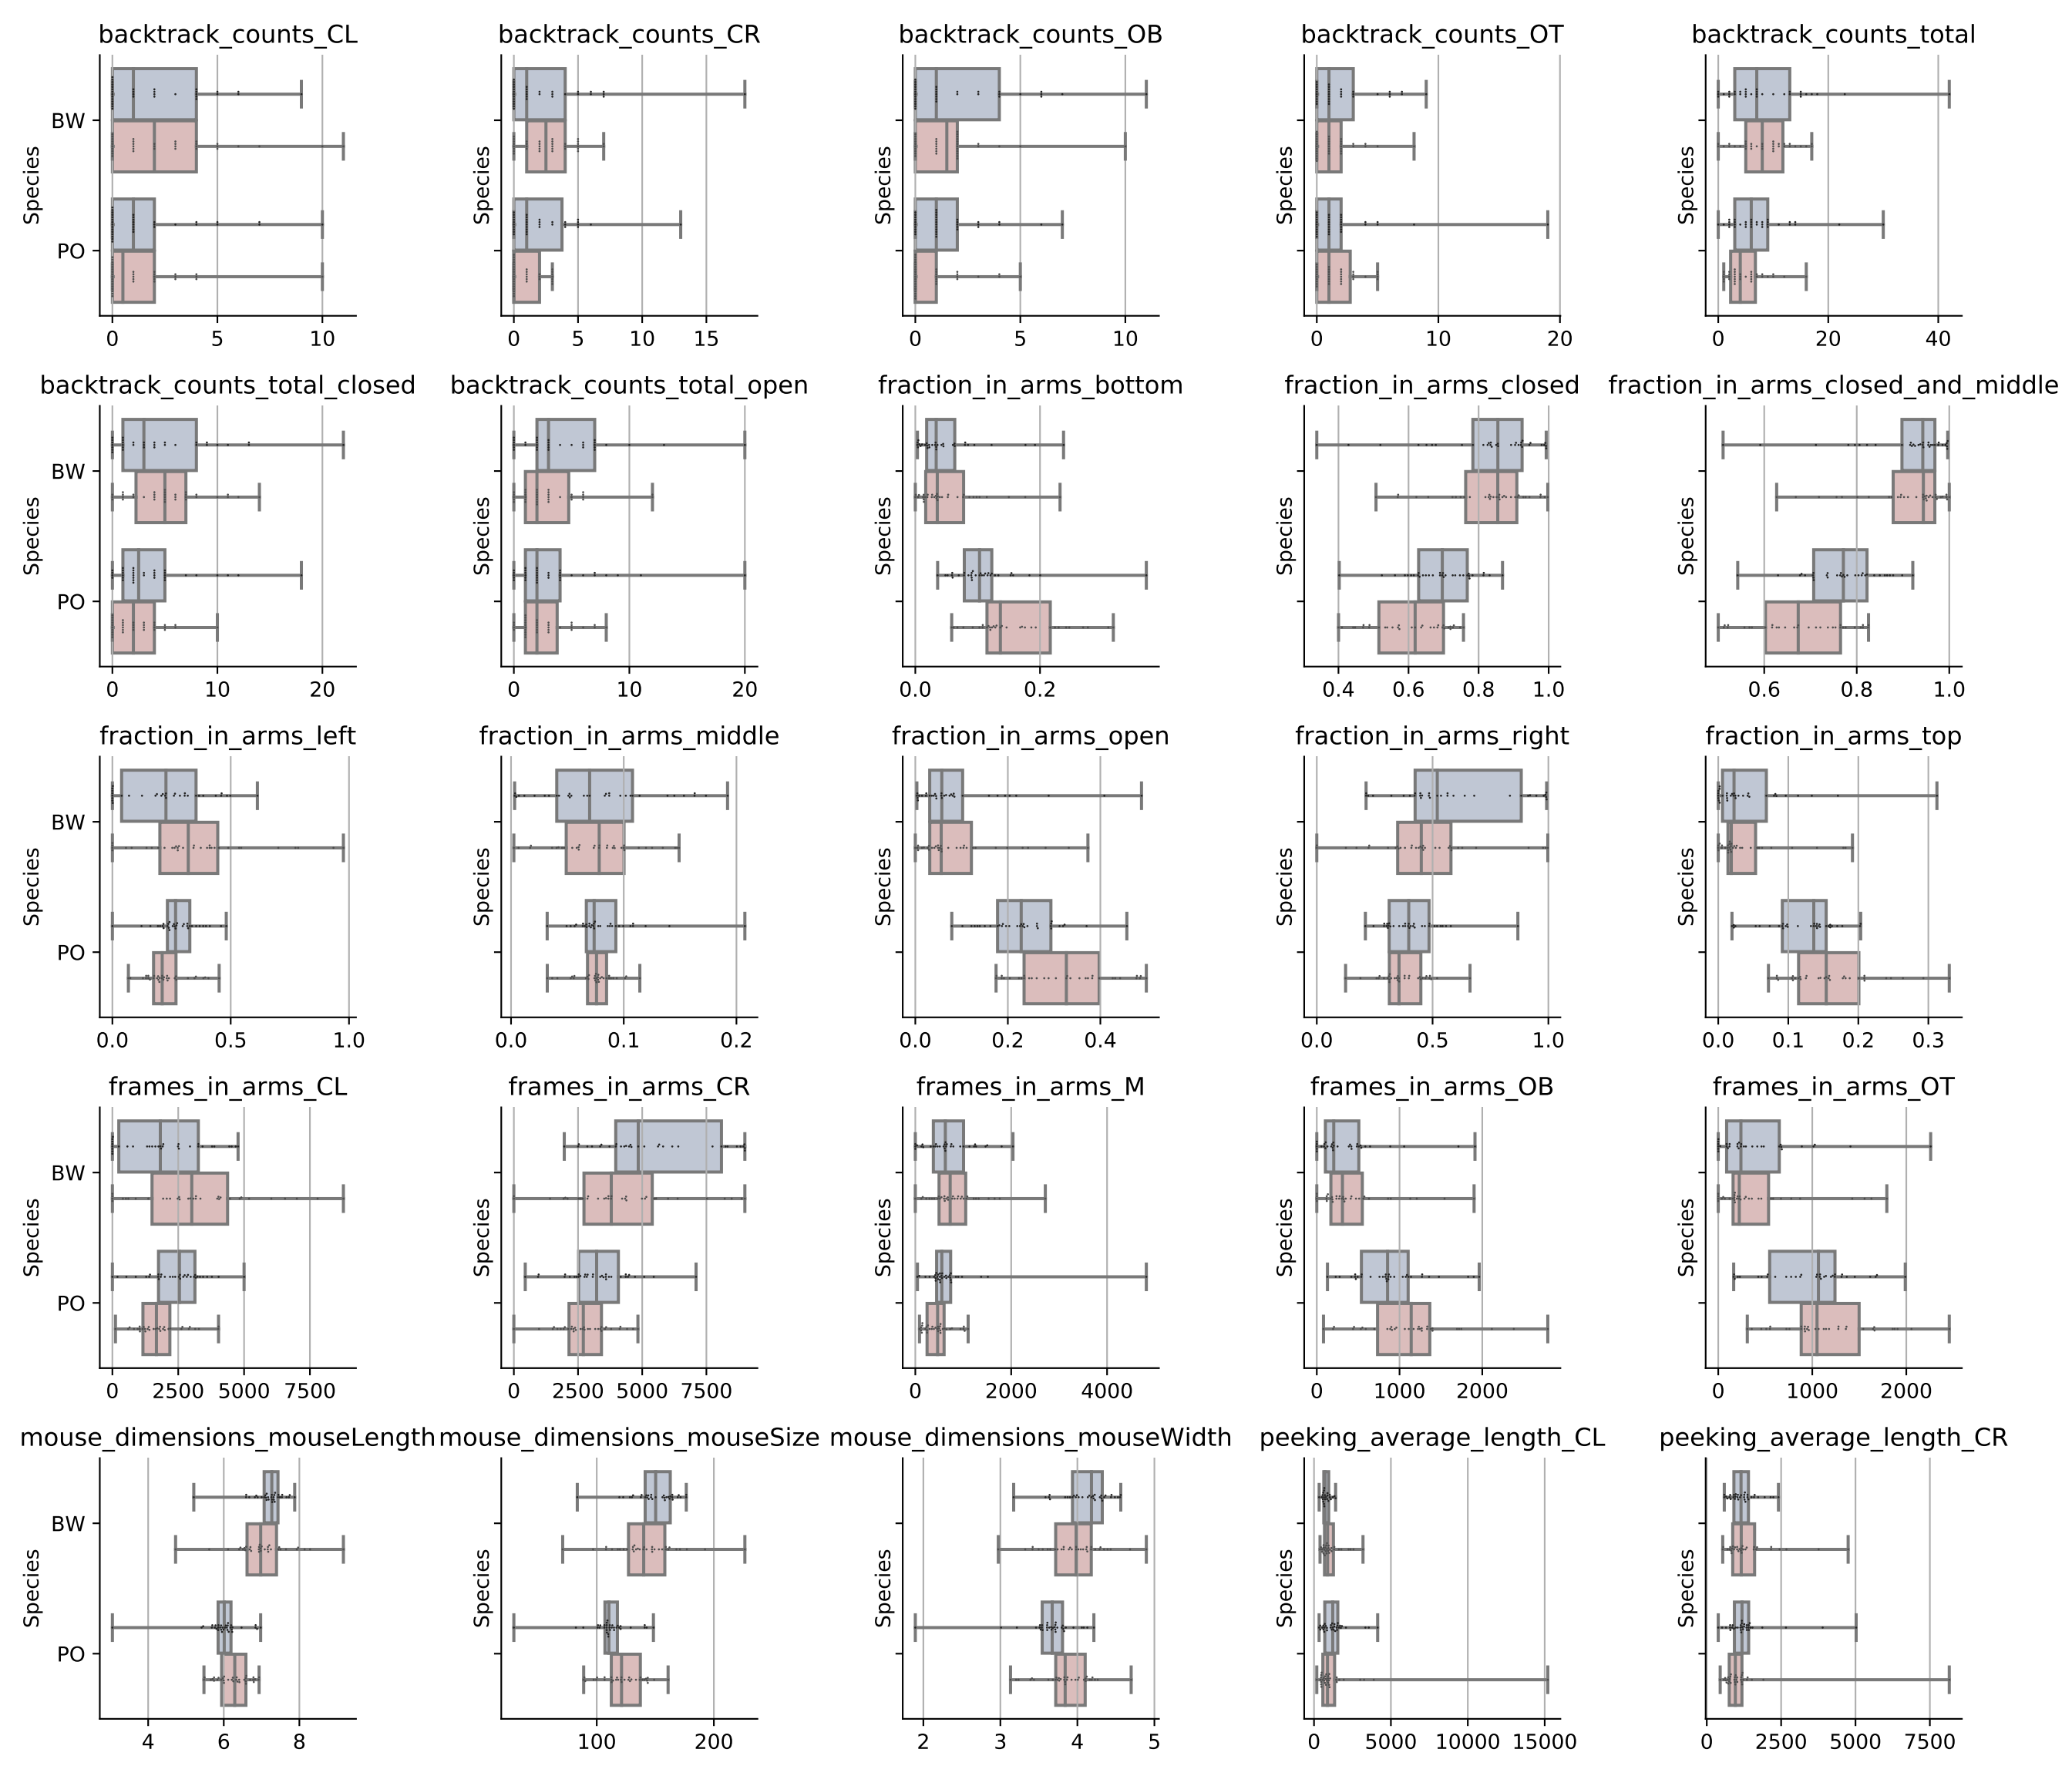 backtrack_counts_CL backtrack_counts_CR backtrack_counts_OB backtrack_counts_OT backtrack_counts_total
Species BW PO Species Species Species Species
0 5 10 0 5 10 15 0 5 10 0 10 20 0 20 40
backtrack_counts_total_closed backtrack_counts_total_open fraction_in_arms_bottom fraction_in_arms_closed fraction_in_arms_closed_and_middle
Species BW PO Species Species Species Species
0 10 20 0 10 20 0.0 0.2 0.4 0.6 0.8 1.0 0.6 0.8 1.0
fraction_in_arms_left fraction_in_arms_middle fraction_in_arms_open fraction_in_arms_right fraction_in_arms_top
Species BW PO Species Species Species Species
0.0 0.5 1.0 0.0 0.1 0.2 0.0 0.2 0.4 0.0 0.5 1.0 0.0 0.1 0.2 0.3
frames_in_arms_CL frames_in_arms_CR frames_in_arms_M frames_in_arms_OB frames_in_arms_OT
Species BW PO Species Species Species Species
0 2500 5000 7500 0 2500 5000 7500 0 2000 4000 0 1000 2000 0 1000 2000
mouse_dimensions_mouseLength mouse_dimensions_mouseSize mouse_dimensions_mouseWidth peeking_average_length_CL peeking_average_length_CR
Species BW PO Species Species Species Species
4 6 8 100 200 2 3 4 5 0 5000 10000 15000 0 2500 5000 7500